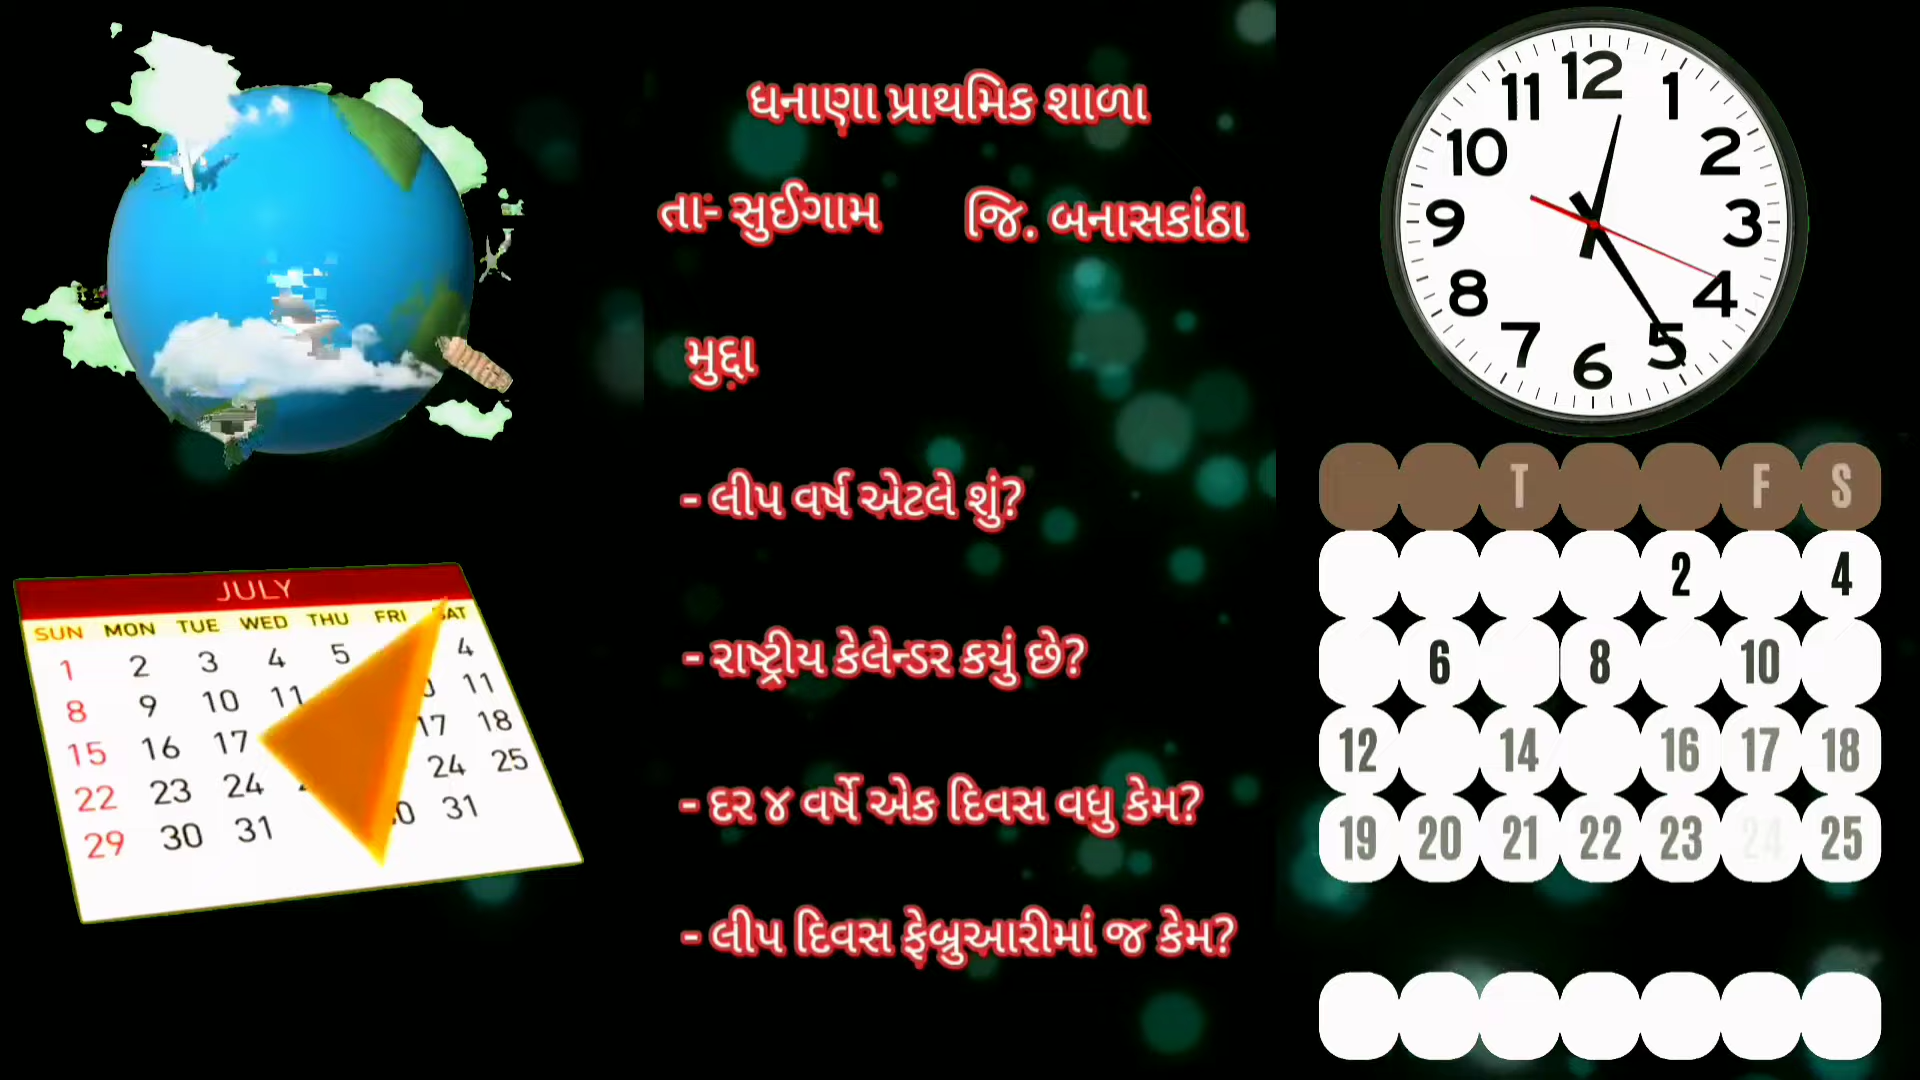 ધનાણા પ્રાથમિક શાળા
તા:- સુઈગામ જિ. બનાસકાંઠા
મુદ્દા
- લીપ વર્ષ એટલે શું?
- રાષ્ટ્રીય કેલેન્ડર કયું છે?
- દર ૪ વર્ષે એક દિવસ વધુ કેમ?
- લીપ દિવસ ફેબ્રુઆરીમાં જ કેમ?
JULY
SUN MON TUE WED THU FRI SAT
1 2 3 4 5 4
8 9 10 11 11
15 16 17 17 18
22 23 24 24 25
29 30 31 31
12 1 2 3 4 5 6 7 8 9 10 11
T F S
2 4
6 8 10
12 14 16 17 18
19 20 21 22 23 24 25